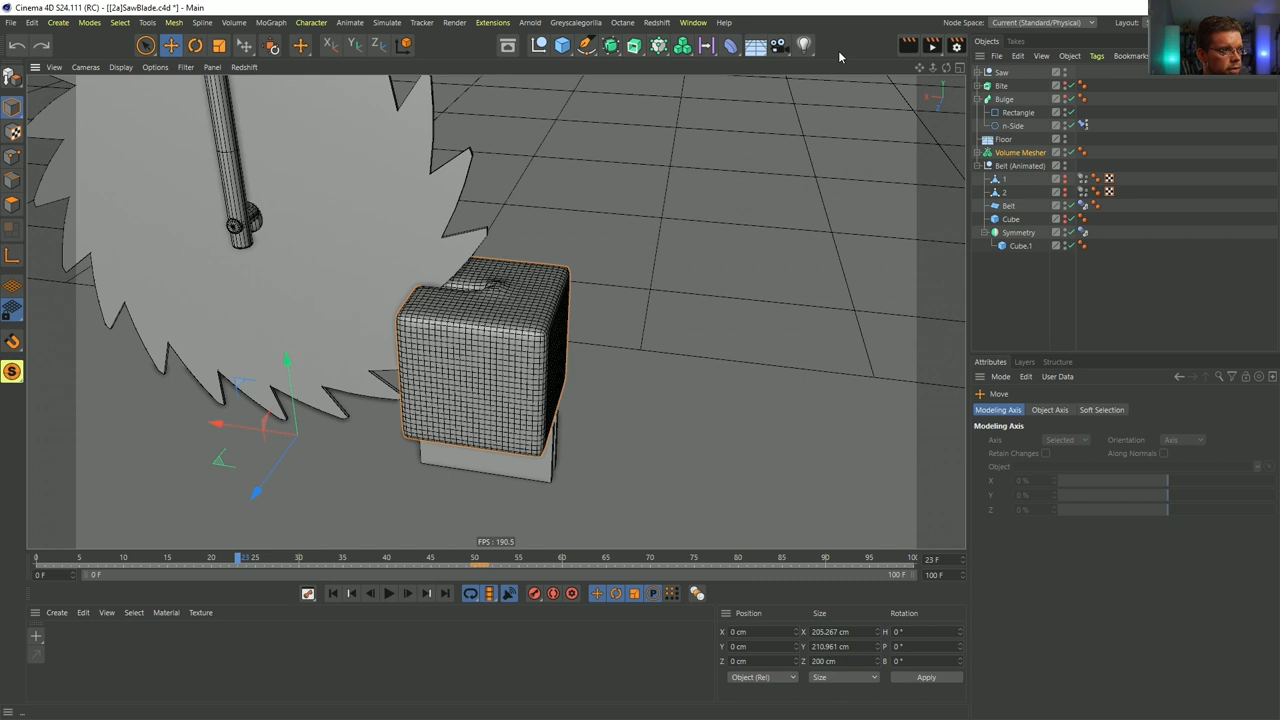 Cinema 4D S24.111 (RC) - [[2a]SawBlade.c4d *] - Main
File Create Modes Select Tools Mesh Spline Volume MoGraph Character Animate Simulate Tracker Render Extensions Arnold Greyscalegorilla Octane Redshift Window Help Node Space: Current (Standard/Physical) Layout:
Objects Takes
File Edit View Object Tags Bookmarks
View Cameras Display Options Filter Panel Redshift
Saw
Bite
Bulge
Rectangle
n-Side
Floor
Volume Mesher
Belt (Animated)
1
2
Belt
Cube
Symmetry
Cube.1
Attributes Layers Structure
Mode Edit User Data
Move
Modeling Axis Object Axis Soft Selection
Modeling Axis
Axis Selected Orientation Axis
Retain Changes Along Normals
Object
X 0 %
Y 0 %
Z 0 %
FPS : 190.5
0 5 10 15 20 23 25 30 35 40 45 50 55 60 65 70 75 80 85 90 95 100 23 F
0 F 0 F 100 F 100 F
Create Edit View Select Material Texture
Position Size Rotation
X 0 cm X 205.267 cm H 0 °
Y 0 cm Y 210.961 cm P 0 °
Z 0 cm Z 200 cm B 0 °
Object (Rel) Size Apply